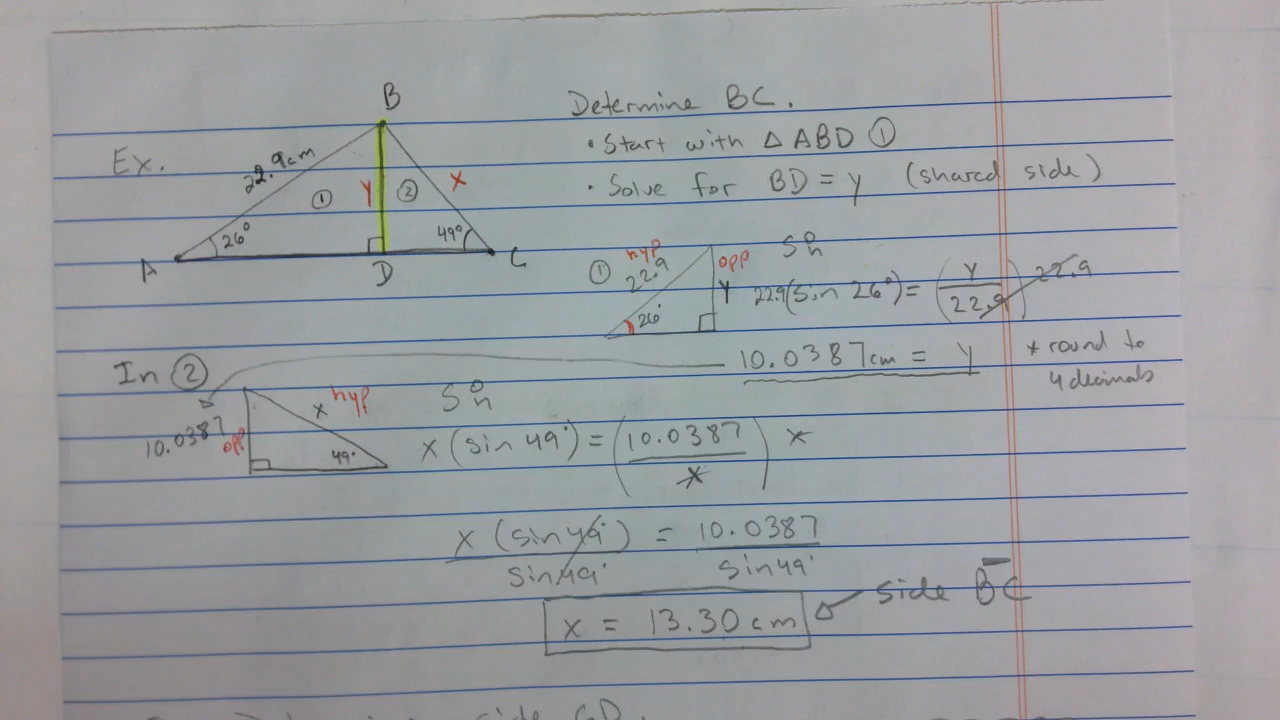 Ex.
B
22.9cm
①
y
②
x
26°
49°
A
D
C
Determine BC.
• Start with △ ABD ①
• Solve for BD = y (shared side)
①
hyp
22.9
opp
y
26°
S o/h
22.9(sin 26°) = (y/22.9) 22.9
10.0387cm = y
* round to
4 decimals
In ②
10.0387
opp
x
hyp
49°
S o/h
x (sin 49°) = (10.0387/x) x
x (sin 49°)/sin 49° = 10.0387/sin 49°
x = 13.30 cm
side B̅C̅